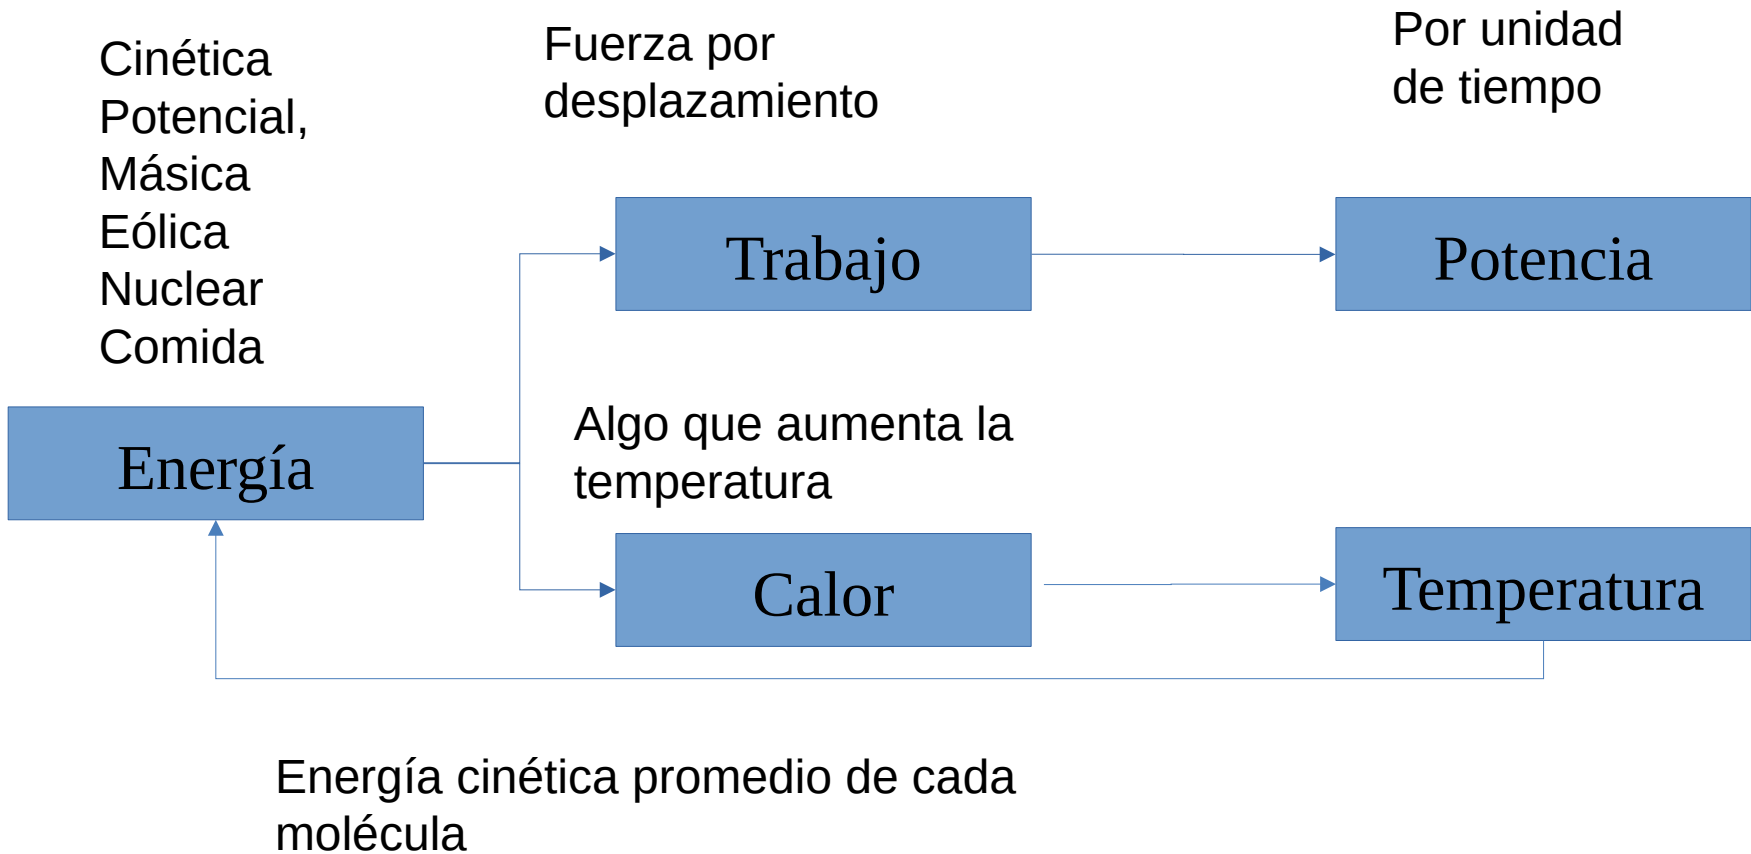 Cinética
Potencial,
Másica
Eólica
Nuclear
Comida
Fuerza por
desplazamiento
Por unidad
de tiempo
Trabajo
Potencia
Energía
Algo que aumenta la
temperatura
Calor
Temperatura
Energía cinética promedio de cada
molécula